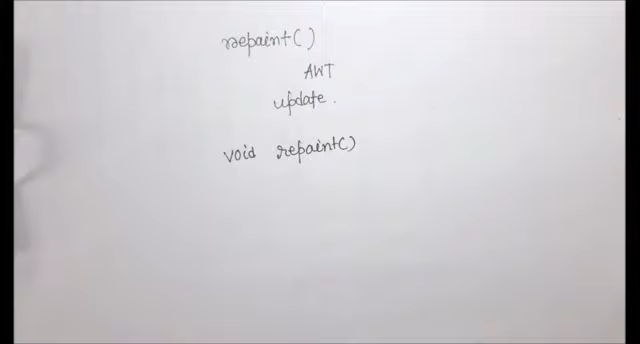 repaint()
AWT
update.
void repaint()